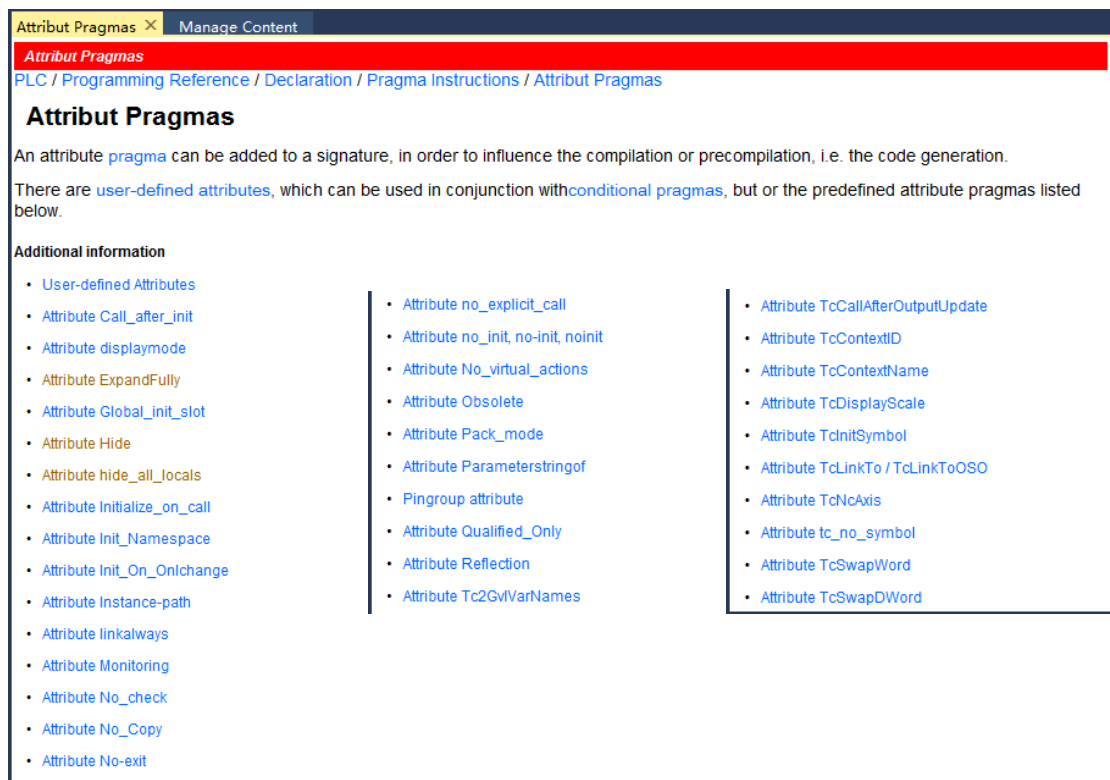 Attribut Pragmas ×
Manage Content
Attribut Pragmas
PLC / Programming Reference / Declaration / Pragma Instructions / Attribut Pragmas
Attribut Pragmas
An attribute pragma can be added to a signature, in order to influence the compilation or precompilation, i.e. the code generation.
There are user-defined attributes, which can be used in conjunction withconditional pragmas, but or the predefined attribute pragmas listed
below.
Additional information
• User-defined Attributes
• Attribute Call_after_init
• Attribute displaymode
• Attribute ExpandFully
• Attribute Global_init_slot
• Attribute Hide
• Attribute hide_all_locals
• Attribute Initialize_on_call
• Attribute Init_Namespace
• Attribute Init_On_Onlchange
• Attribute Instance-path
• Attribute linkalways
• Attribute Monitoring
• Attribute No_check
• Attribute No_Copy
• Attribute No-exit
• Attribute no_explicit_call
• Attribute no_init, no-init, noinit
• Attribute No_virtual_actions
• Attribute Obsolete
• Attribute Pack_mode
• Attribute Parameterstringof
• Pingroup attribute
• Attribute Qualified_Only
• Attribute Reflection
• Attribute Tc2GvlVarNames
• Attribute TcCallAfterOutputUpdate
• Attribute TcContextID
• Attribute TcContextName
• Attribute TcDisplayScale
• Attribute TcInitSymbol
• Attribute TcLinkTo / TcLinkToOSO
• Attribute TcNcAxis
• Attribute tc_no_symbol
• Attribute TcSwapWord
• Attribute TcSwapDWord